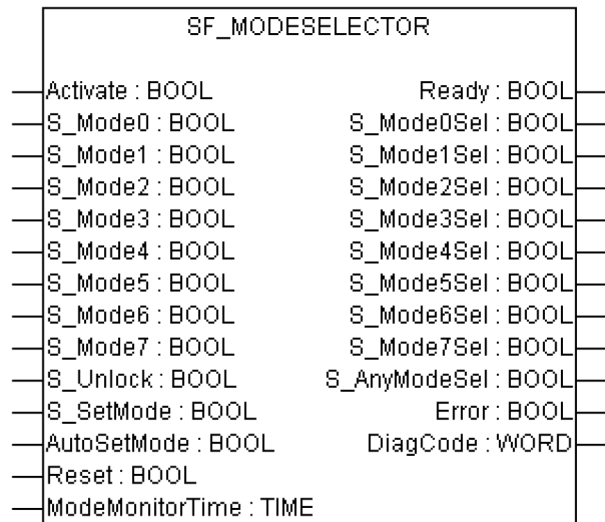 SF_MODESELECTOR
Activate : BOOL Ready : BOOL
S_Mode0 : BOOL S_Mode0Sel : BOOL
S_Mode1 : BOOL S_Mode1Sel : BOOL
S_Mode2 : BOOL S_Mode2Sel : BOOL
S_Mode3 : BOOL S_Mode3Sel : BOOL
S_Mode4 : BOOL S_Mode4Sel : BOOL
S_Mode5 : BOOL S_Mode5Sel : BOOL
S_Mode6 : BOOL S_Mode6Sel : BOOL
S_Mode7 : BOOL S_Mode7Sel : BOOL
S_Unlock : BOOL S_AnyModeSel : BOOL
S_SetMode : BOOL Error : BOOL
AutoSetMode : BOOL DiagCode : WORD
Reset : BOOL
ModeMonitorTime : TIME